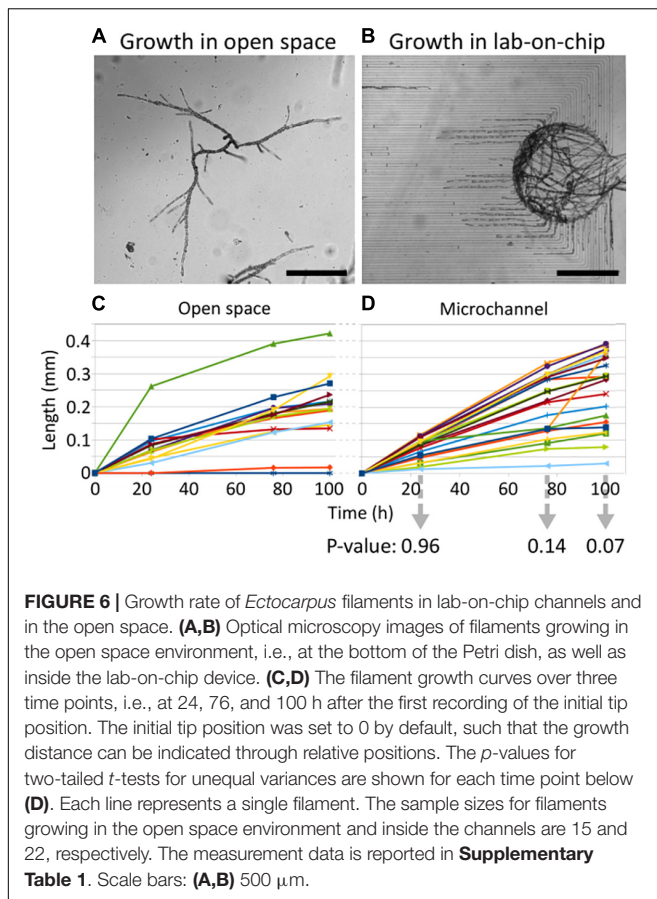 A Growth in open space
B Growth in lab-on-chip
C Open space
D Microchannel
Length (mm)
0.4
0.3
0.2
0.1
0
0 20 40 60 80 100
0 20 40 60 80 100
Time (h)
P-value: 0.96 0.14 0.07
FIGURE 6 | Growth rate of Ectocarpus filaments in lab-on-chip channels and
in the open space. (A,B) Optical microscopy images of filaments growing in
the open space environment, i.e., at the bottom of the Petri dish, as well as
inside the lab-on-chip device. (C,D) The filament growth curves over three
time points, i.e., at 24, 76, and 100 h after the first recording of the initial tip
position. The initial tip position was set to 0 by default, such that the growth
distance can be indicated through relative positions. The p-values for
two-tailed t-tests for unequal variances are shown for each time point below
(D). Each line represents a single filament. The sample sizes for filaments
growing in the open space environment and inside the channels are 15 and
22, respectively. The measurement data is reported in Supplementary
Table 1. Scale bars: (A,B) 500 μm.